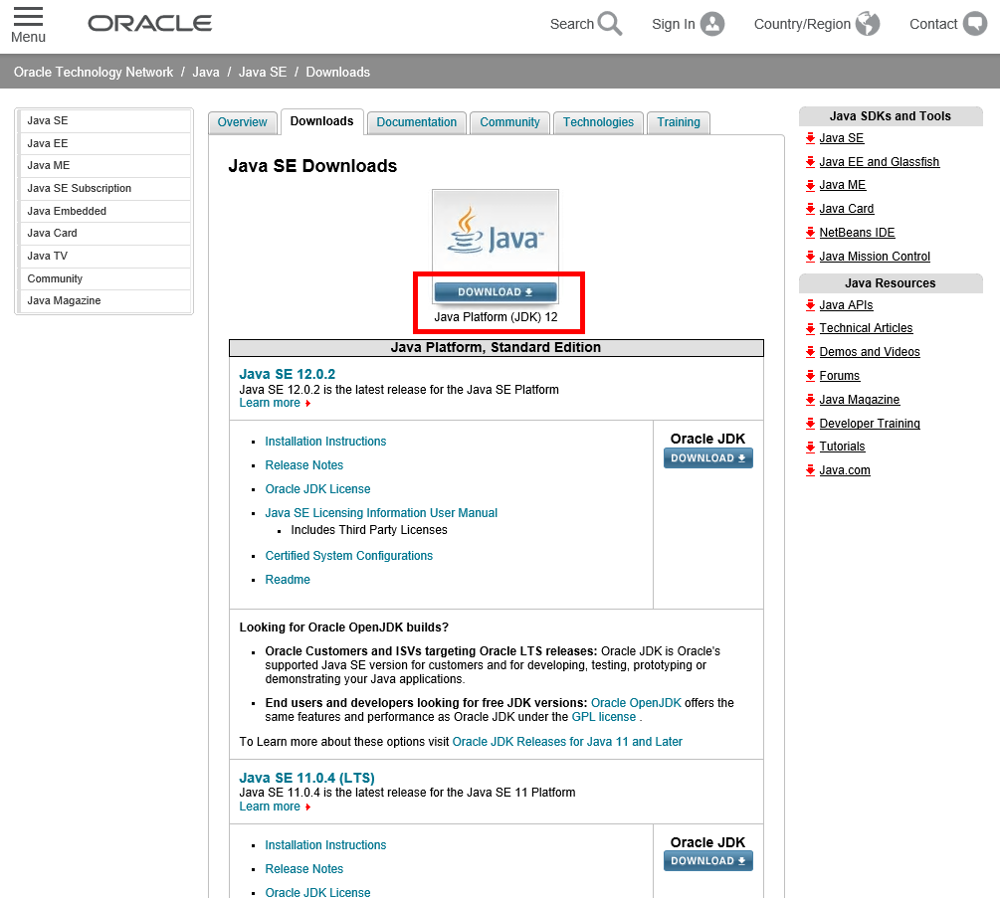 Menu
ORACLE
Search
Sign In
Country/Region
Contact
Oracle Technology Network / Java / Java SE / Downloads
Java SE
Java EE
Java ME
Java SE Subscription
Java Embedded
Java Card
Java TV
Community
Java Magazine
Overview
Downloads
Documentation
Community
Technologies
Training
Java SE Downloads
Java™
DOWNLOAD
Java Platform (JDK) 12
Java Platform, Standard Edition
Java SE 12.0.2
Java SE 12.0.2 is the latest release for the Java SE Platform
Learn more
Installation Instructions
Release Notes
Oracle JDK License
Java SE Licensing Information User Manual
Includes Third Party Licenses
Certified System Configurations
Readme
Oracle JDK
DOWNLOAD
Looking for Oracle OpenJDK builds?
Oracle Customers and ISVs targeting Oracle LTS releases: Oracle JDK is Oracle's
supported Java SE version for customers and for developing, testing, prototyping or
demonstrating your Java applications.
End users and developers looking for free JDK versions: Oracle OpenJDK offers the
same features and performance as Oracle JDK under the GPL license .
To Learn more about these options visit Oracle JDK Releases for Java 11 and Later
Java SE 11.0.4 (LTS)
Java SE 11.0.4 is the latest release for the Java SE 11 Platform
Learn more
Installation Instructions
Release Notes
Oracle JDK License
Oracle JDK
DOWNLOAD
Java SDKs and Tools
Java SE
Java EE and Glassfish
Java ME
Java Card
NetBeans IDE
Java Mission Control
Java Resources
Java APIs
Technical Articles
Demos and Videos
Forums
Java Magazine
Developer Training
Tutorials
Java.com